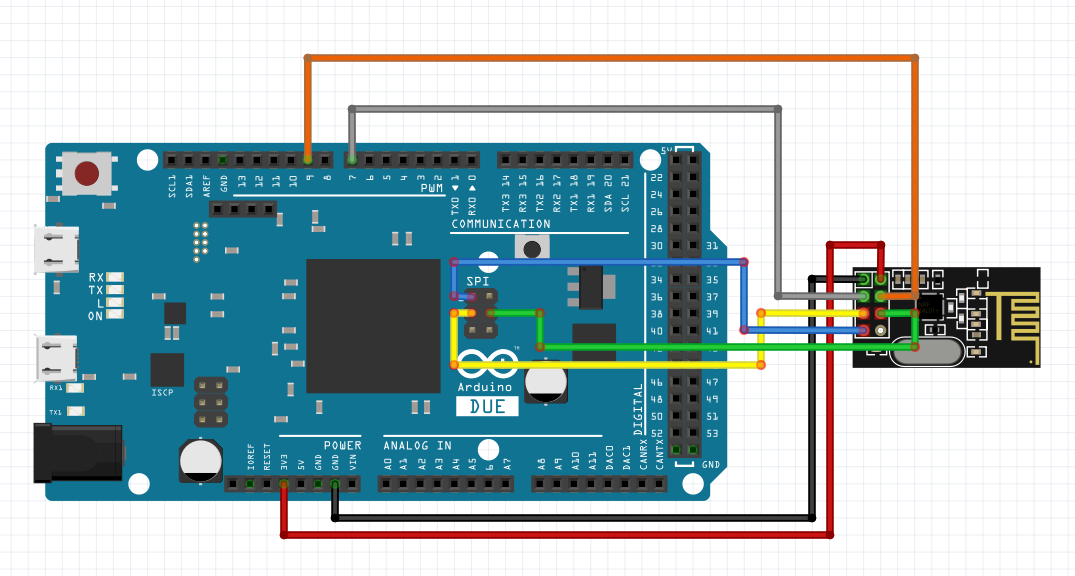 5V
SCL1 SDA1 AREF GND 13 12 11 10 9 8 7 6 5 4 3 2 1 0
TX0 RX0
PWM
TX3 14 RX3 15 TX2 16 RX2 17 TX1 18 RX1 19 SDA 20 SCL 21
COMMUNICATION
22
24
26
28
30 31
34 35
36 37
38 39
40 41
46 47
48 49
50 51
52 53
GND
DIGITAL
RX
TX
L
ON
SPI
ISCP
RX1
TX1
Arduino
TM
DUE
POWER
ANALOG IN
IOREF RESET 3V3 5V GND GND VIN
A0 A1 A2 A3 A4 A5 6 A7
A8 A9 A10 A11 DAC0 DAC1 CANRX CANTX